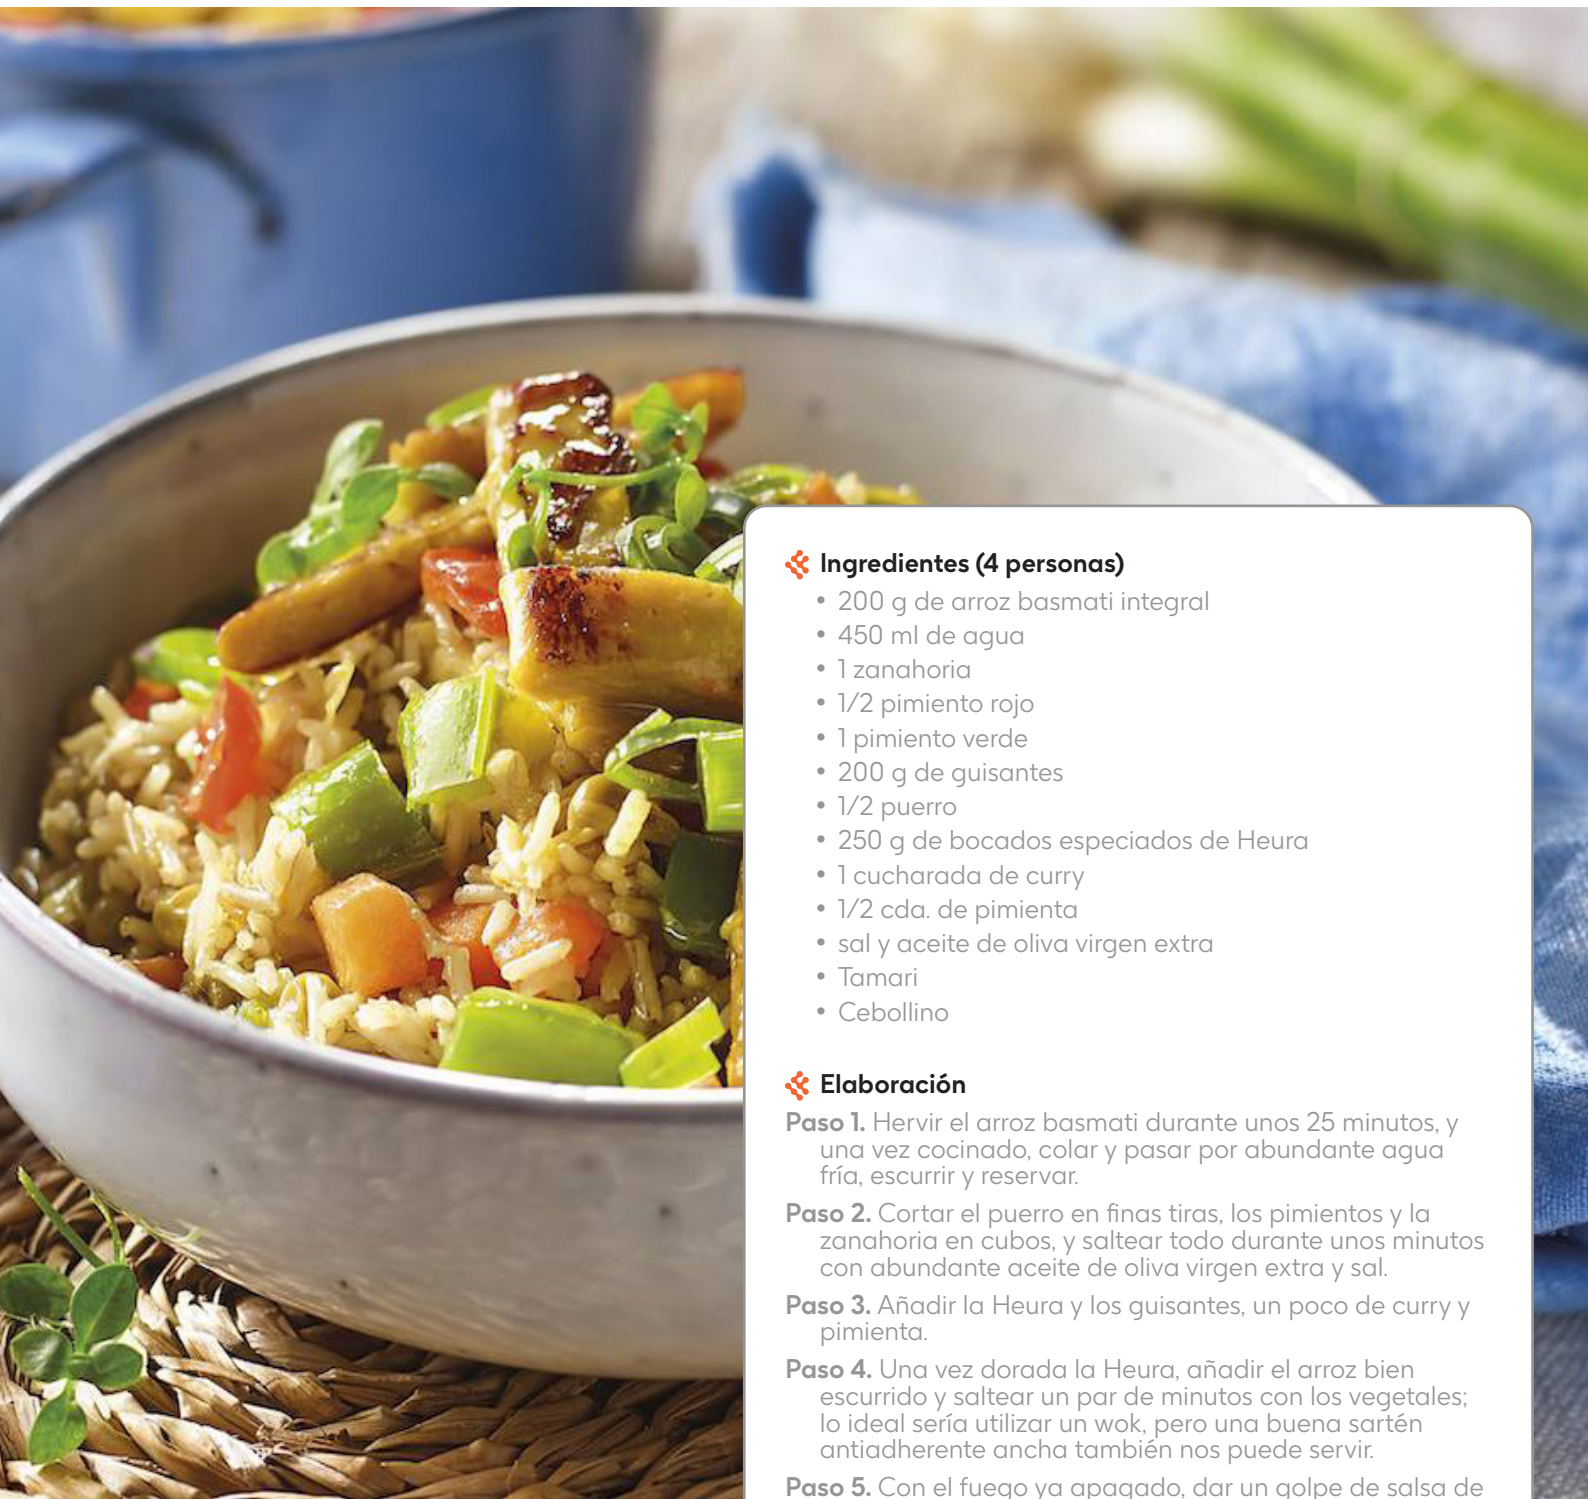 Ingredientes (4 personas)
• 200 g de arroz basmati integral
• 450 ml de agua
• 1 zanahoria
• 1/2 pimiento rojo
• 1 pimiento verde
• 200 g de guisantes
• 1/2 puerro
• 250 g de bocados especiados de Heura
• 1 cucharada de curry
• 1/2 cda. de pimienta
• sal y aceite de oliva virgen extra
• Tamari
• Cebollino
Elaboración
Paso 1. Hervir el arroz basmati durante unos 25 minutos, y
una vez cocinado, colar y pasar por abundante agua
fría, escurrir y reservar.
Paso 2. Cortar el puerro en finas tiras, los pimientos y la
zanahoria en cubos, y saltear todo durante unos minutos
con abundante aceite de oliva virgen extra y sal.
Paso 3. Añadir la Heura y los guisantes, un poco de curry y
pimienta.
Paso 4. Una vez dorada la Heura, añadir el arroz bien
escurrido y saltear un par de minutos con los vegetales;
lo ideal sería utilizar un wok, pero una buena sartén
antiadherente ancha también nos puede servir.
Paso 5. Con el fuego ya apagado, dar un golpe de salsa de